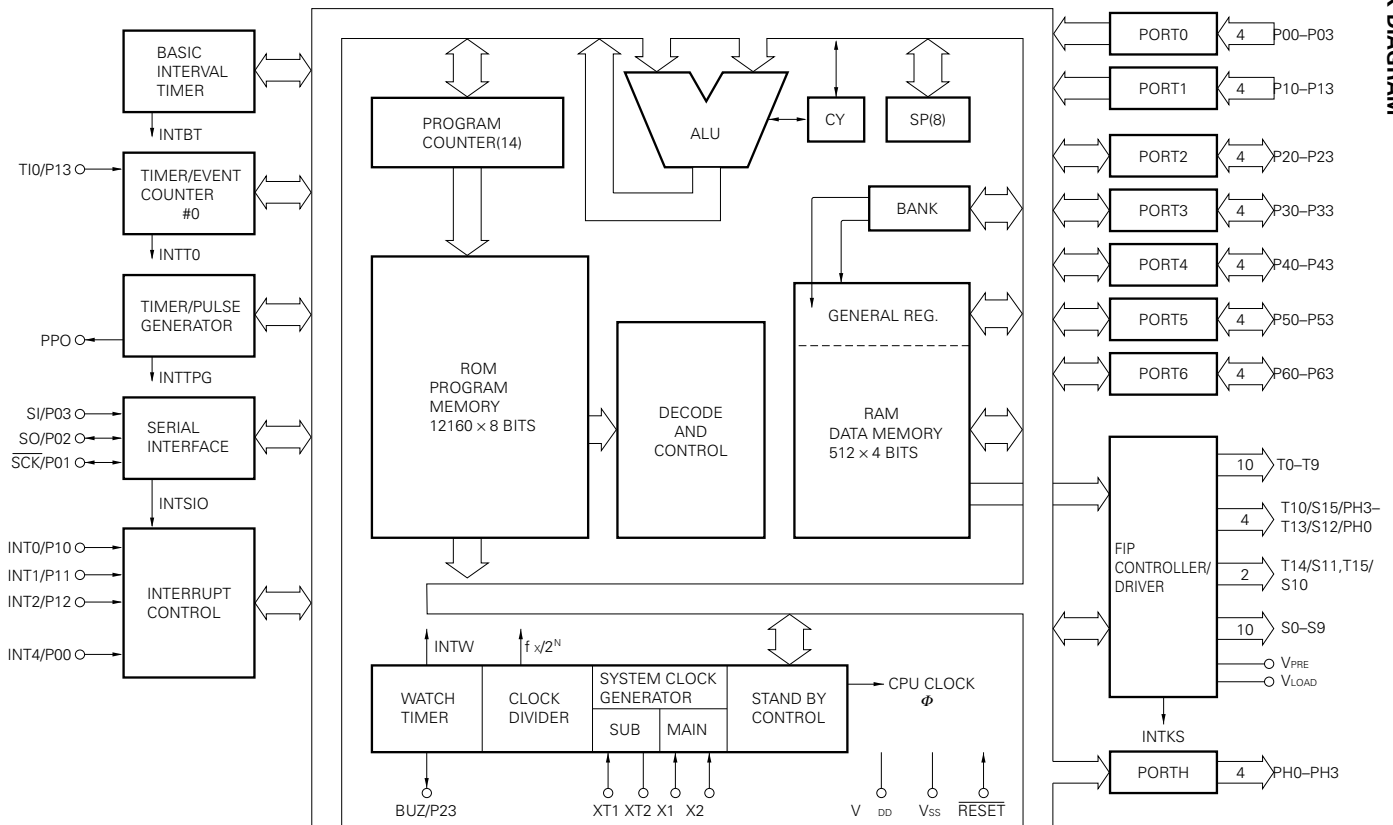 K DIAGRAM
BASIC
INTERVAL
TIMER
INTBT
TI0/P13
TIMER/EVENT
COUNTER
#0
INTT0
TIMER/PULSE
GENERATOR
PPO
INTTPG
SI/P03
SO/P02
SCK/P01
SERIAL
INTERFACE
INTSIO
INT0/P10
INT1/P11
INT2/P12
INT4/P00
INTERRUPT
CONTROL
PROGRAM
COUNTER(14)
ALU
CY
SP(8)
BANK
ROM
PROGRAM
MEMORY
12160 × 8 BITS
DECODE
AND
CONTROL
GENERAL REG.
RAM
DATA MEMORY
512 × 4 BITS
INTW
f x/2ᴺ
WATCH
TIMER
CLOCK
DIVIDER
SYSTEM CLOCK
GENERATOR
SUB
MAIN
STAND BY
CONTROL
CPU CLOCK
Φ
BUZ/P23
XT1 XT2 X1 X2
V DD
VSS
RESET
PORT0 4 P00–P03
PORT1 4 P10–P13
PORT2 4 P20–P23
PORT3 4 P30–P33
PORT4 4 P40–P43
PORT5 4 P50–P53
PORT6 4 P60–P63
FIP
CONTROLLER/
DRIVER
10 T0–T9
4 T10/S15/PH3–
T13/S12/PH0
2 T14/S11,T15/
S10
10 S0–S9
VPRE
VLOAD
INTKS
PORTH 4 PH0–PH3